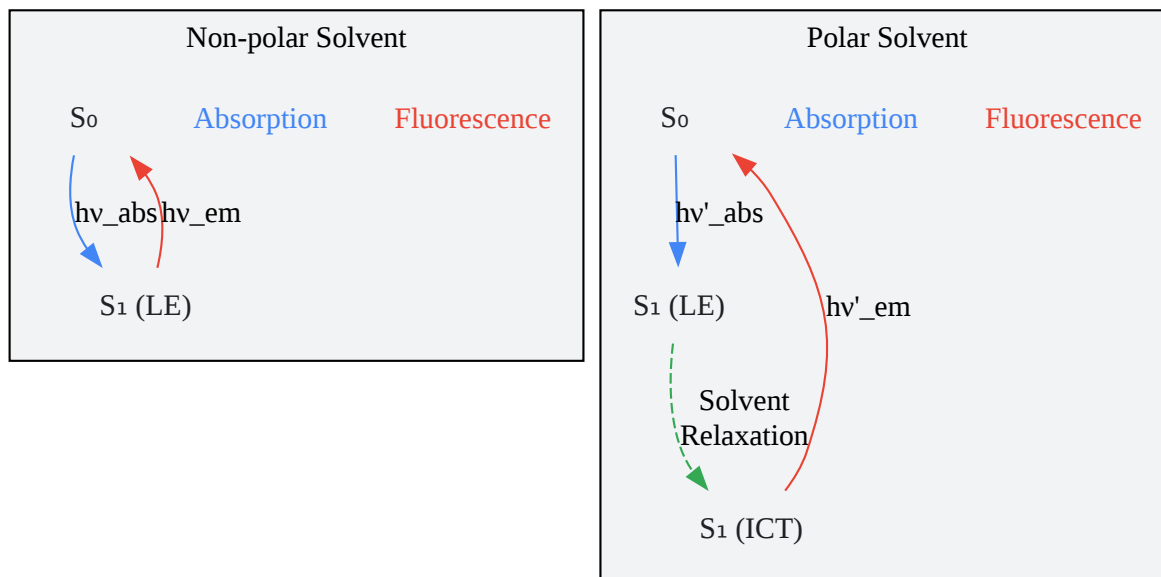 Non-polar Solvent
S₀
Absorption
Fluorescence
hν_abs
hν_em
S₁ (LE)
Polar Solvent
S₀
Absorption
Fluorescence
hν'_abs
S₁ (LE)
hν'_em
Solvent
Relaxation
S₁ (ICT)